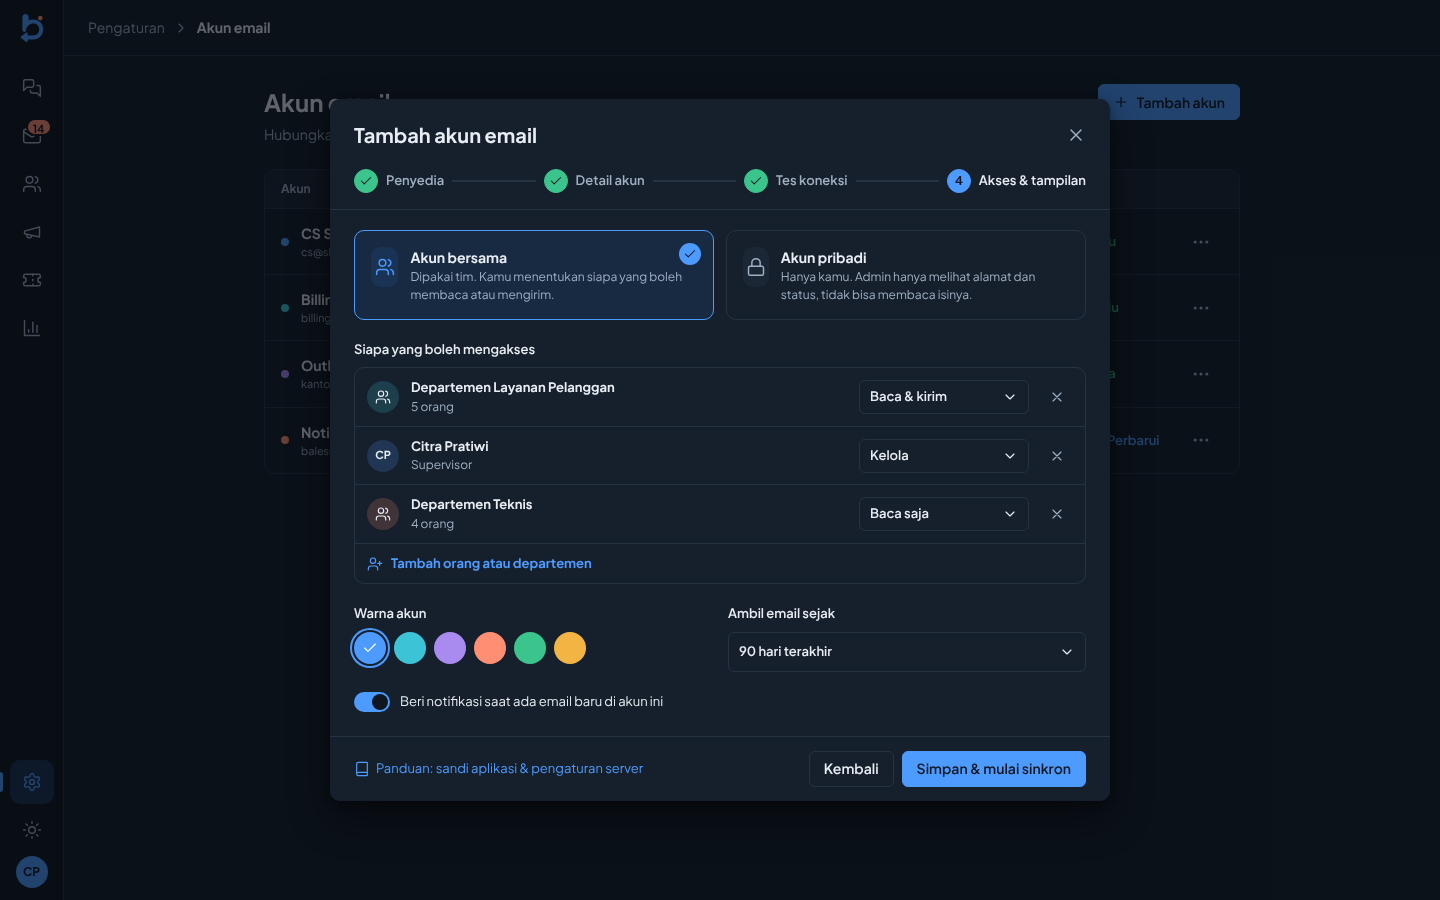 Pengaturan
Akun email
14
Akun
Tambah akun
Hubungka
Akun
CS S
cs@s
Billin
billing
Outl
kanto
Noti
bales
Perbarui
Tambah akun email
Penyedia
Detail akun
Tes koneksi
4 Akses & tampilan
Akun bersama
Dipakai tim. Kamu menentukan siapa yang boleh
membaca atau mengirim.
Akun pribadi
Hanya kamu. Admin hanya melihat alamat dan
status, tidak bisa membaca isinya.
Siapa yang boleh mengakses
Departemen Layanan Pelanggan
5 orang
Baca & kirim
CP
Citra Pratiwi
Supervisor
Kelola
Departemen Teknis
4 orang
Baca saja
Tambah orang atau departemen
Warna akun
Ambil email sejak
90 hari terakhir
Beri notifikasi saat ada email baru di akun ini
Panduan: sandi aplikasi & pengaturan server
Kembali
Simpan & mulai sinkron
CP